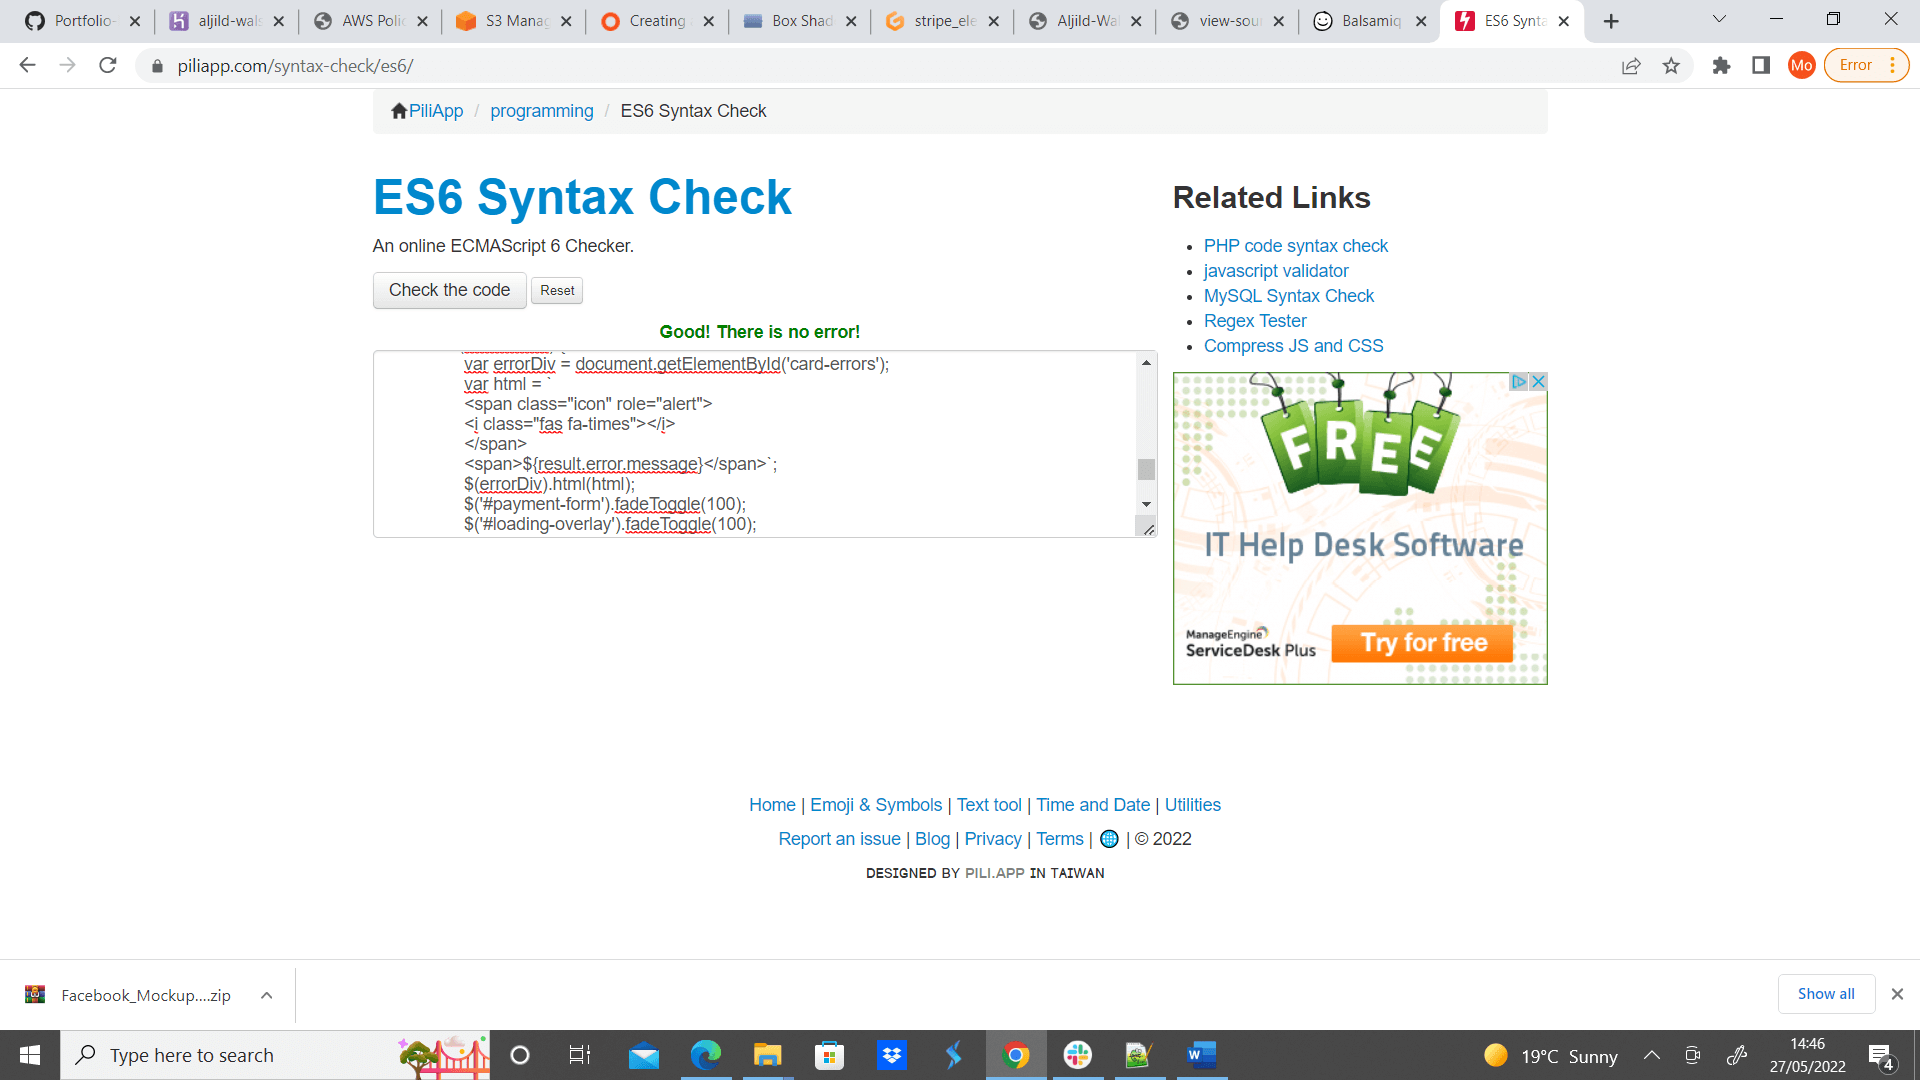 Portfolio-
aljild-wals
AWS Polic
S3 Manag
Creating
Box Shad
stripe_ele
Aljild-Wal
view-sour
Balsamiq
ES6 Synta
piliapp.com/syntax-check/es6/
Mo
Error
PiliApp / programming / ES6 Syntax Check
ES6 Syntax Check
An online ECMAScript 6 Checker.
Check the code
Reset
Good! There is no error!
var errorDiv = document.getElementById('card-errors');
var html = `
<span class="icon" role="alert">
<i class="fas fa-times"></i>
</span>
<span>${result.error.message}</span>`;
$(errorDiv).html(html);
$('#payment-form').fadeToggle(100);
$('#loading-overlay').fadeToggle(100);
Related Links
PHP code syntax check
javascript validator
MySQL Syntax Check
Regex Tester
Compress JS and CSS
FREE
IT Help Desk Software
ManageEngine
ServiceDesk Plus
Try for free
Home | Emoji & Symbols | Text tool | Time and Date | Utilities
Report an issue | Blog | Privacy | Terms | | © 2022
DESIGNED BY PILI.APP IN TAIWAN
Facebook_Mockup....zip
Show all
Type here to search
19°C Sunny
14:46
27/05/2022
4